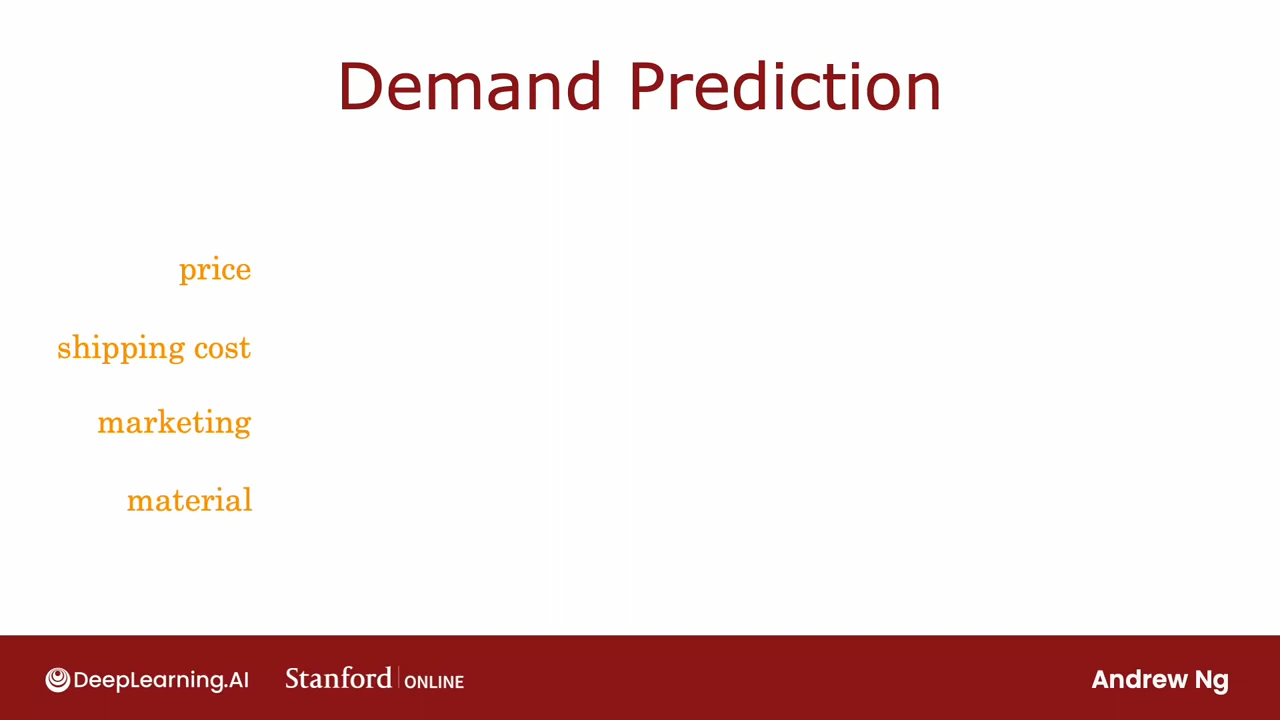 Demand Prediction
price
shipping cost
marketing
material
DeepLearning.AI
Stanford ONLINE
Andrew Ng